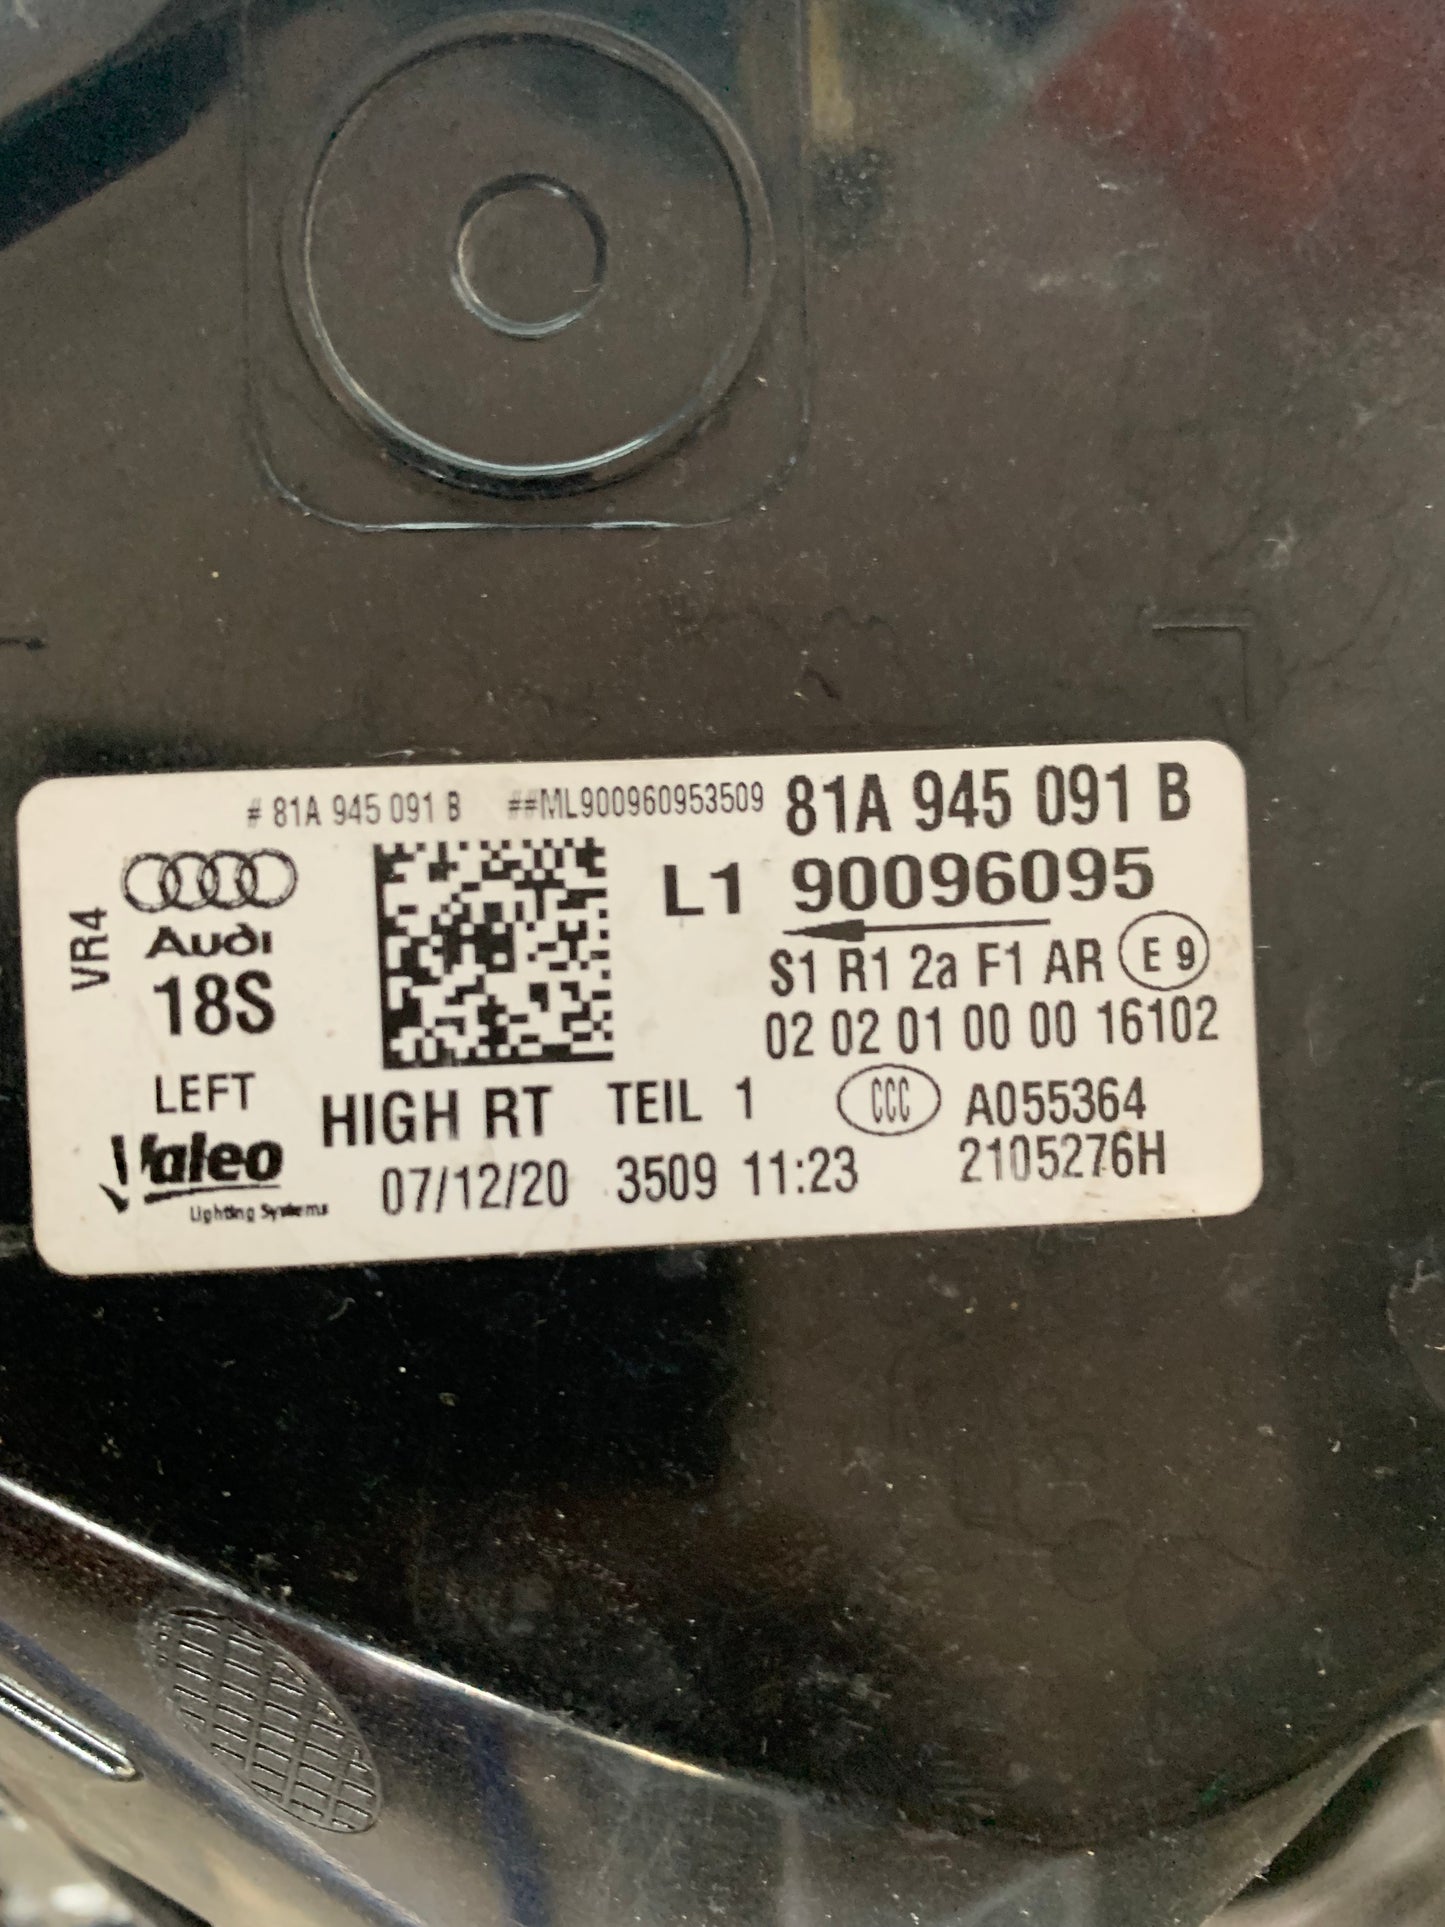 # 81A 945 091 B ##ML900960953509 81A 945 091 B
L1 90096095
VR4
Audi
18S
S1 R1 2a F1 AR E 9
02 02 01 00 00 16102
LEFT
HIGH RT TEIL 1 CCC A055364
Valeo
Lighting Systems
07/12/20 3509 11:23 2105276H